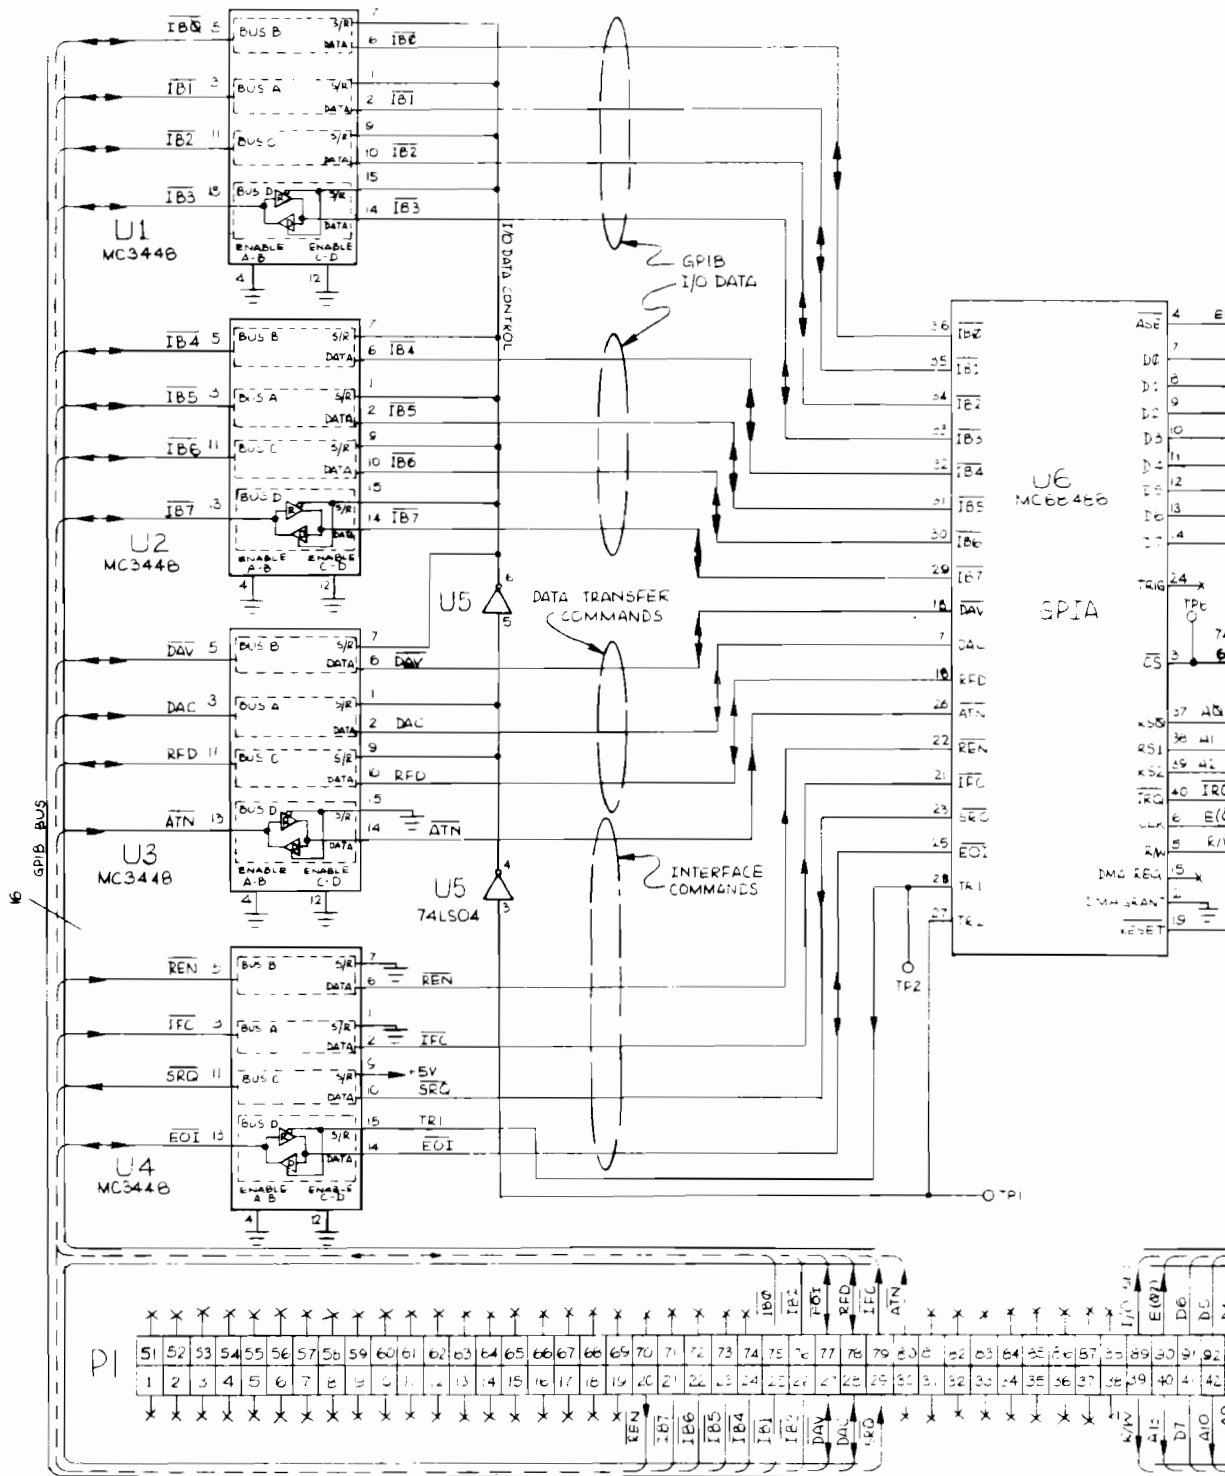 IB0 5 BUS B S/R 7
DATA 6 IB0
IB1 3 BUS A S/R 1
DATA 2 IB1
IB2 11 BUS C S/R 9
DATA 10 IB2
IB3 13 BUS D S/R 15
DATA 14 IB3
U1
MC3448
ENABLE A-B ENABLE C-D
4 12
I/O DATA CONTROL
GPIB
I/O DATA
IB4 5 BUS B S/R 7
DATA 6 IB4
IB5 3 BUS A S/R 1
DATA 2 IB5
IB6 11 BUS C S/R 9
DATA 10 IB6
IB7 13 BUS D S/R 15
DATA 14 IB7
U2
MC3448
ENABLE A-B ENABLE C-D
4 12
U5 6
5
DATA TRANSFER
COMMANDS
DAV 5 BUS B S/R 7
DATA 6 DAV
DAC 3 BUS A S/R 1
DATA 2 DAC
RFD 11 BUS C S/R 9
DATA 10 RFD
ATN 13 BUS D S/R 15
DATA 14 ATN
U3
MC3448
ENABLE A-B ENABLE C-D
4 12
U5 4
74LS04 3
INTERFACE
COMMANDS
GPIB BUS
16
REN 5 BUS B S/R 7
DATA 6 REN
IFC 3 BUS A S/R 1
DATA 2 IFC
SRQ 11 BUS C S/R 9 +5V
DATA 10 SRQ
EOI 13 BUS D S/R 15 TR1
DATA 14 EOI
U4
MC3448
ENABLE A-B ENABLE C-D
4 12
TP1
TP2
U6
MC68488
GPIA
36 IB0
35 IB1
34 IB2
33 IB3
32 IB4
31 IB5
30 IB6
29 IB7
18 DAV
DAC
RFD
26 ATN
22 REN
21 IFC
23 SRQ
25 EOI
28 TR1
27 TR2
ASE 4 E
D0 7
D1 8
D2 9
D3 10
D4 11
D5 12
D6 13
D7 14
TRIG 24
TP6
CS 3
RS0 37 A0
RS1 38 A1
RS2 39 A2
IRQ 40 IRQ
CLK 6
R/W 5 R/W
DMA REQ 15
DMA GRANT 2
RESET 19
IB0 IB2 EOI RFD IFC ATN I/O E(Φ2) D6 D5
P1
51 52 53 54 55 56 57 58 59 60 61 62 63 64 65 66 67 68 69 70 71 72 73 74 75 76 77 78 79 80 81 82 83 84 85 86 87 88 89 90 91 92
1 2 3 4 5 6 7 8 9 10 11 12 13 14 15 16 17 18 19 20 21 22 23 24 25 26 27 28 29 30 31 32 33 34 35 36 37 38 39 40 41 42
REN IB7 IB6 IB5 IB4 IB1 IB3 DAV DAC SRQ R/W D7 A10